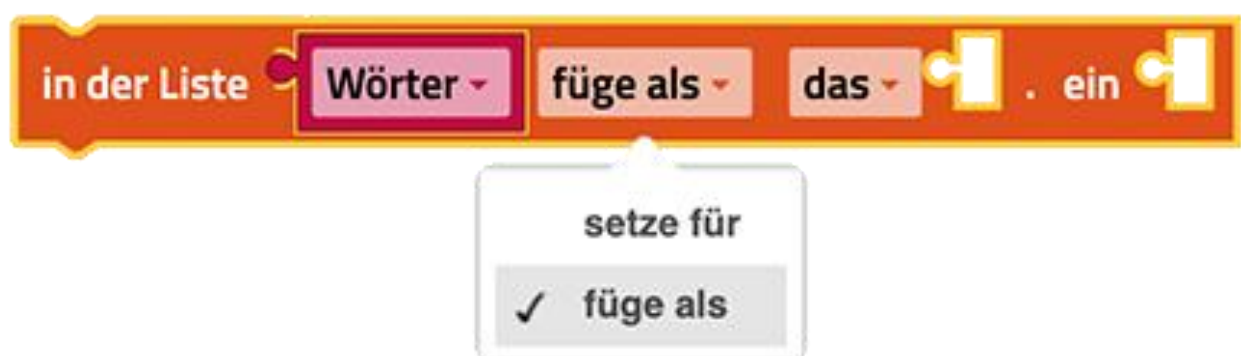 in der Liste Wörter füge als das . ein
setze für
✓ füge als